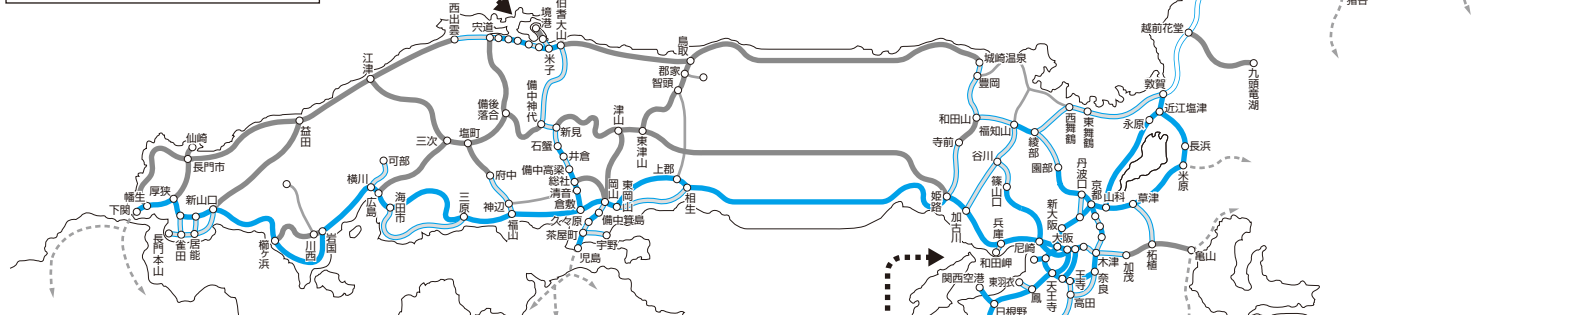 西出雲
宍道
境港
伯耆大山
米子
江津
鳥取
郡家
智頭
城崎温泉
豊岡
越前花堂
九頭竜湖
敦賀
近江塩津
永原
長浜
米原
備中神代
備後落合
新見
石蟹
井倉
備中高梁
総社
清音
倉敷
津山
東津山
和田山
福知山
寺前
谷川
綾部
西舞鶴
東舞鶴
園部
丹波口
京都
山科
草津
三次
塩町
益田
仙崎
長門市
厚狭
幡生
下関
新山口
長門本山
雀田
居能
櫛ヶ浜
川西
岩国
横川
可部
広島
海田市
三原
府中
神辺
福山
久々原
茶屋町
児島
宇野
備中箕島
岡山
東岡山
上郡
相生
姫路
加古川
篠山口
兵庫
和田岬
尼崎
新大阪
大阪
関西空港
東羽衣
鳳
日根野
天王寺
王寺
高田
奈良
木津
加茂
柘植
亀山